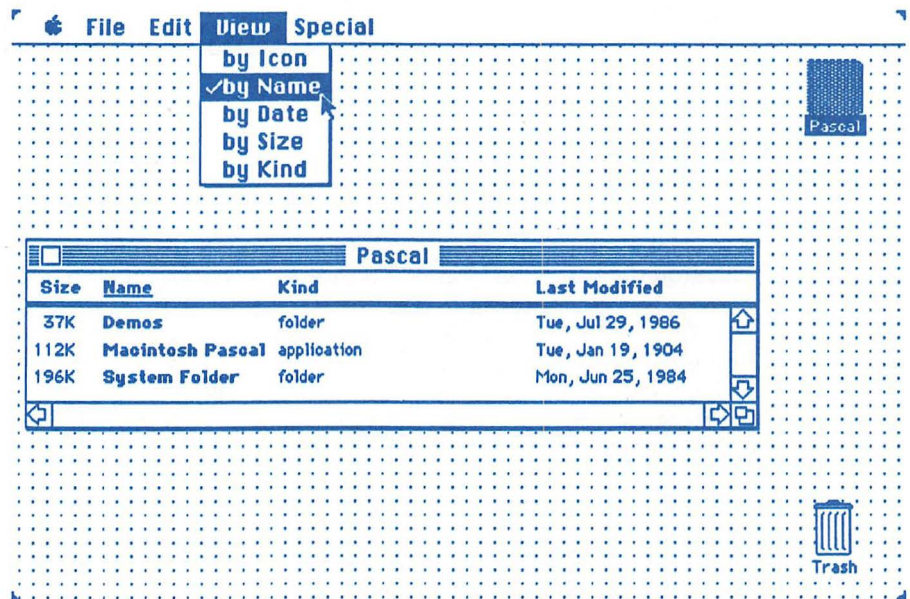 File Edit View Special
by Icon
✓by Name
by Date
by Size
by Kind
Pascal
Pascal
Size Name Kind Last Modified
37K Demos folder Tue, Jul 29, 1986
112K Macintosh Pascal application Tue, Jan 19, 1904
196K System Folder folder Mon, Jun 25, 1984
Trash